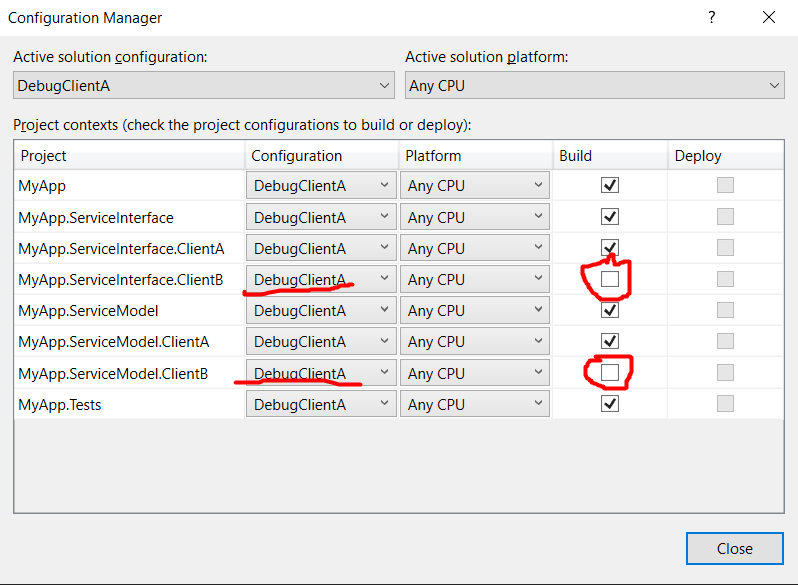 Configuration Manager ?
Active solution configuration: Active solution platform:
DebugClientA Any CPU
Project contexts (check the project configurations to build or deploy):
Project Configuration Platform Build Deploy
MyApp DebugClientA Any CPU
MyApp.ServiceInterface DebugClientA Any CPU
MyApp.ServiceInterface.ClientA DebugClientA Any CPU
MyApp.ServiceInterface.ClientB DebugClientA Any CPU
MyApp.ServiceModel DebugClientA Any CPU
MyApp.ServiceModel.ClientA DebugClientA Any CPU
MyApp.ServiceModel.ClientB DebugClientA Any CPU
MyApp.Tests DebugClientA Any CPU
Close